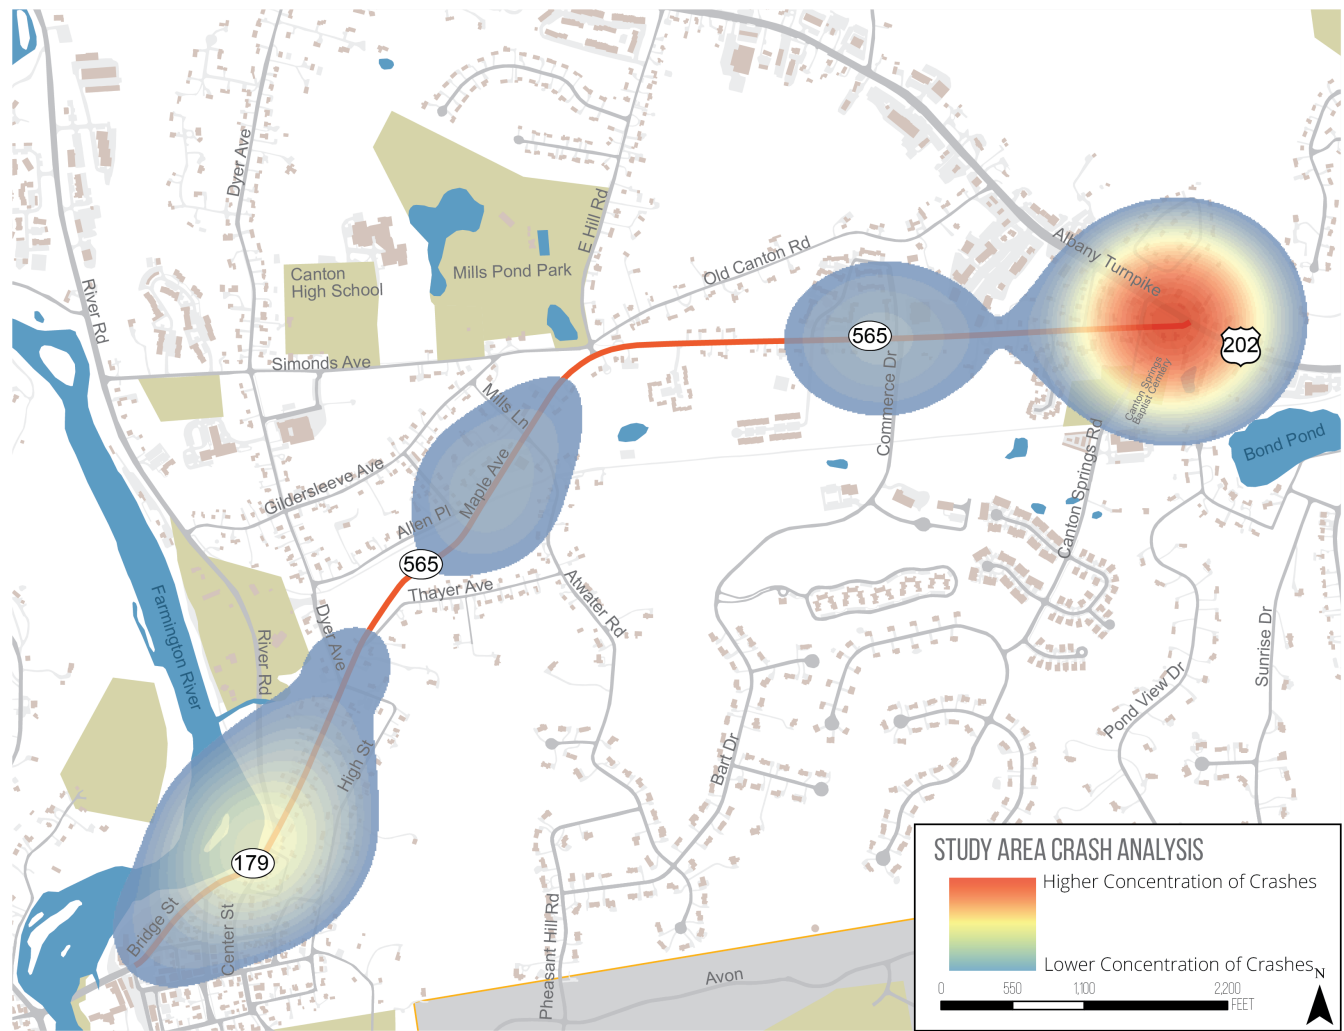 Dyer Ave
E Hill Rd
Albany Turnpike
Old Canton Rd
Canton
High School
Mills Pond Park
River Rd
565
202
Simonds Ave
Commerce Dr
Canton Springs
Baptist Cemtery
Mills Ln
Maple Ave
Canton Springs Rd
Bond Pond
Gildersleeve Ave
Allen Pl
565
Thayer Ave
Atwater Rd
Farmington River
Dyer Ave
River Rd
Sunrise Dr
Pond View Dr
Bart Dr
High St
179
Bridge St
Center St
Pheasant Hill Rd
Avon
STUDY AREA CRASH ANALYSIS
Higher Concentration of Crashes
Lower Concentration of Crashes
N
0 550 1,100 2,200
FEET